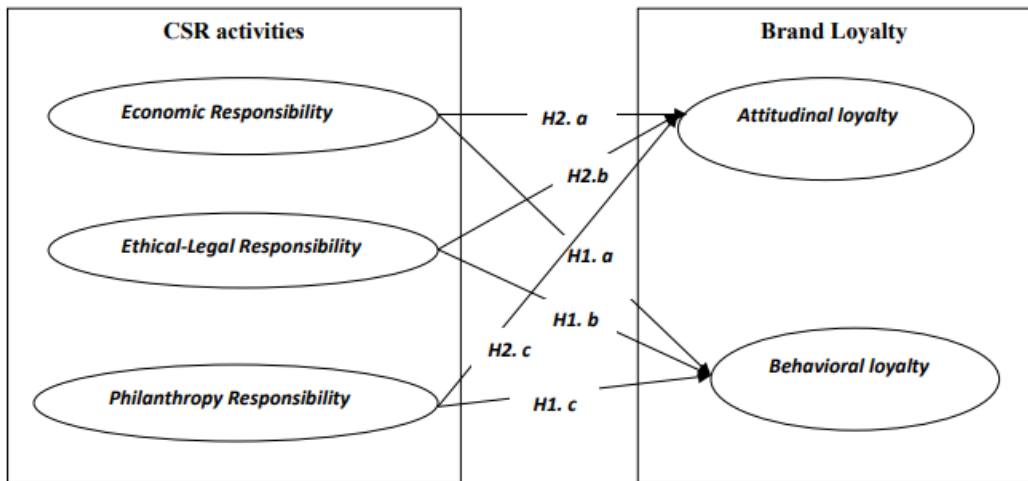 CSR activities
Brand Loyalty
Economic Responsibility
H2. a
Attitudinal loyalty
H2.b
Ethical-Legal Responsibility
H1. a
H1. b
H2. c
Behavioral loyalty
Philanthropy Responsibility
H1. c